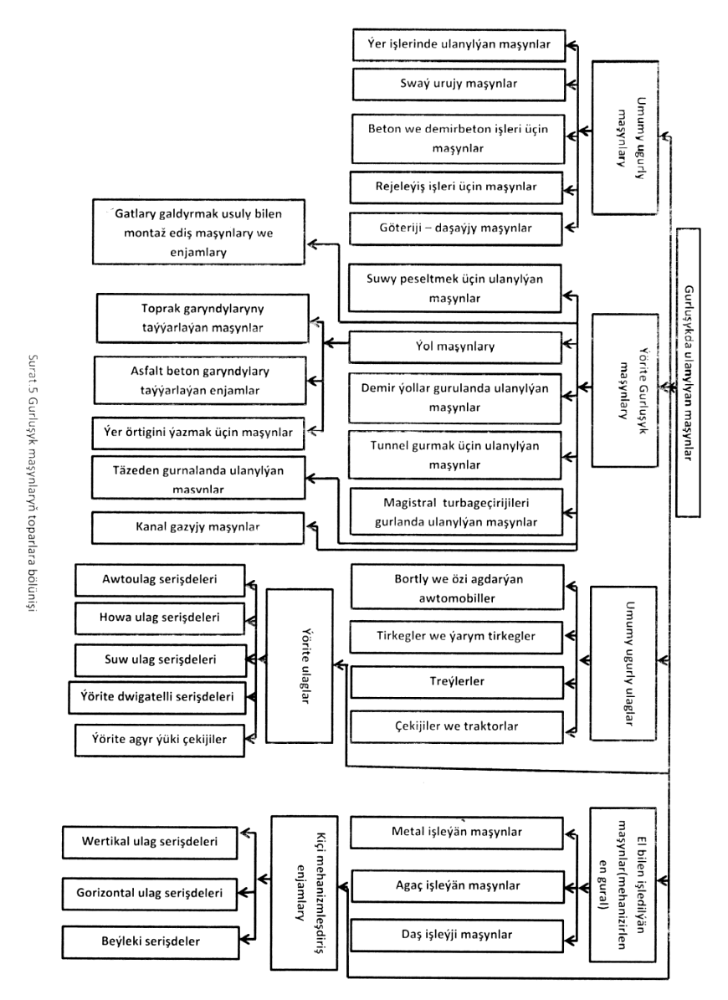 Gurluşykda ulanylyan maşynlar
Umumy ugurly
maşynlary
Ýer işlerinde ulanylýan maşynlar
Swaý urujy maşynlar
Beton we demirbeton işleri üçin
maşynlar
Rejeleýiş işleri üçin maşynlar
Göteriji – daşaýjy maşynlar
Ýörite Gurluşyk
maşynlary
Suwy peseltmek üçin ulanylýan
maşynlar
Ýol maşynlary
Demir ýollar gurulanda ulanylýan
maşynlar
Tunnel gurmak üçin ulanylýan
maşynlar
Magistral turbageçirijileri
gurlanda ulanylýan maşynlar
Gatlary galdyrmak usuly bilen
montaž ediş maşynlary we
enjamlary
Toprak garyndylaryny
taýýarlaýan maşynlar
Asfalt beton garyndylary
taýýarlaýan enjamlar
Ýer örtigini ýazmak üçin maşynlar
Täzeden gurnalanda ulanylýan
maşynlar
Kanal gazyjy maşynlar
Umumy ugurly ulaglar
Bortly we özi agdarýan
awtomobiller
Tirkegler we ýarym tirkegler
Treýlerler
Çekijiler we traktorlar
Ýörite ulaglar
Awtoulag serişdeleri
Howa ulag serişdeleri
Suw ulag serişdeleri
Ýörite dwigatelli serişdeleri
Ýörite agyr ýüki çekijiler
El bilen işledilýän
maşynlar(mehanizirlen
en gural)
Metal işleýän maşynlar
Agaç işleýän maşynlar
Daş işleýji maşynlar
Kiçi mehanizmleşdiriş
enjamlary
Wertikal ulag serişdeleri
Gorizontal ulag serişdeleri
Beýleki serişdeler
Surat.5 Gurluşyk maşynlaryň toparlara bölünişi